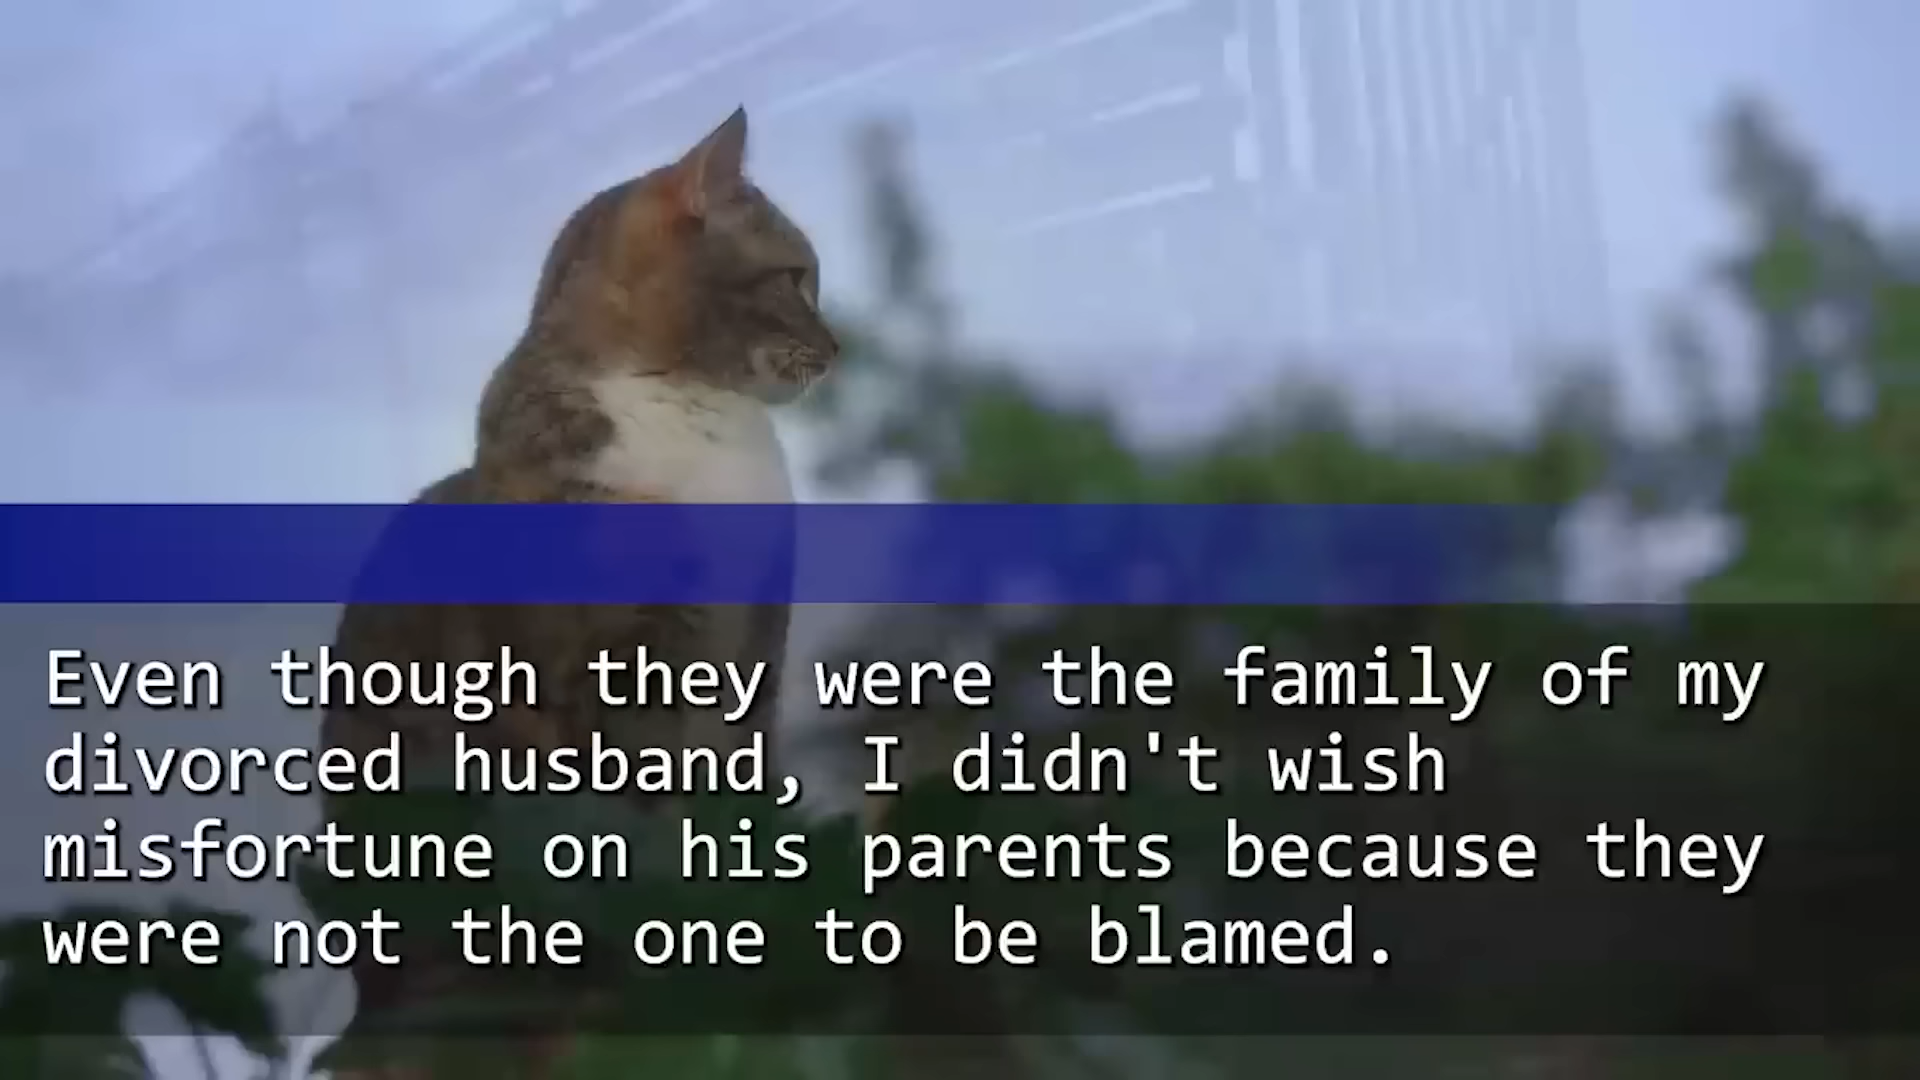 Even though they were the family of my
divorced husband, I didn't wish
misfortune on his parents because they
were not the one to be blamed.